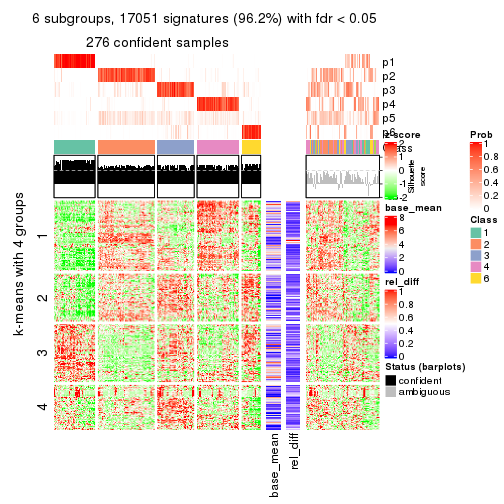 6 subgroups, 17051 signatures (96.2%) with fdr < 0.05
276 confident samples
p1
p2
p3
p4
p5
p6
Class
Silhouette
score
k-means with 4 groups
1
2
3
4
base_mean
rel_diff
z-score
2
1
0
-1
-2
base_mean
8
6
4
2
0
rel_diff
1
0.8
0.6
0.4
0.2
0
Status (barplots)
confident
ambiguous
Prob
1
0.8
0.6
0.4
0.2
0
Class
1
2
3
4
6